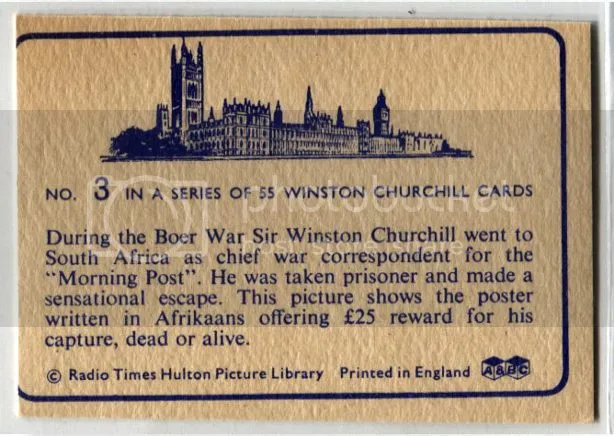 NO. 3 IN A SERIES OF 55 WINSTON CHURCHILL CARDS
photobucket
During the Boer War Sir Winston Churchill went to
South Africa as chief war correspondent for the
"Morning Post". He was taken prisoner and made a
sensational escape. This picture shows the poster
written in Afrikaans offering £25 reward for his
capture, dead or alive.
© Radio Times Hulton Picture Library Printed in England A&BC